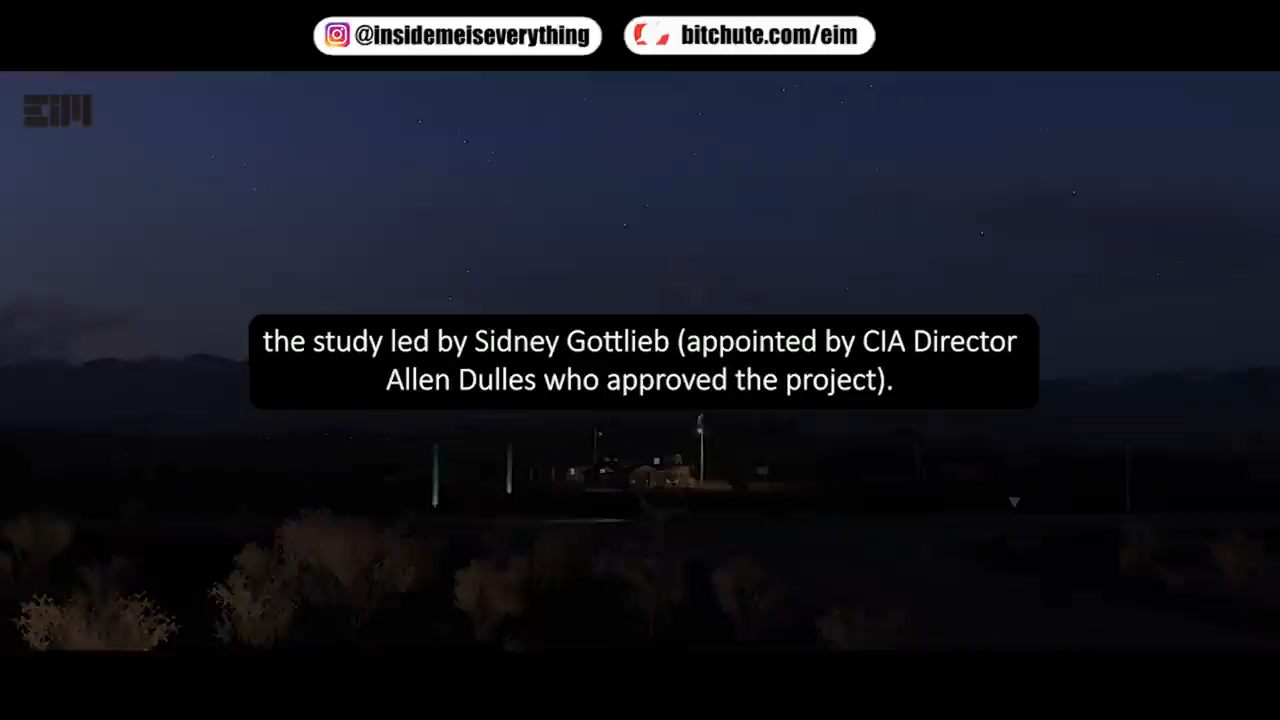 @insidemeiseverything
bitchute.com/eim
EIM
the study led by Sidney Gottlieb (appointed by CIA Director
Allen Dulles who approved the project).